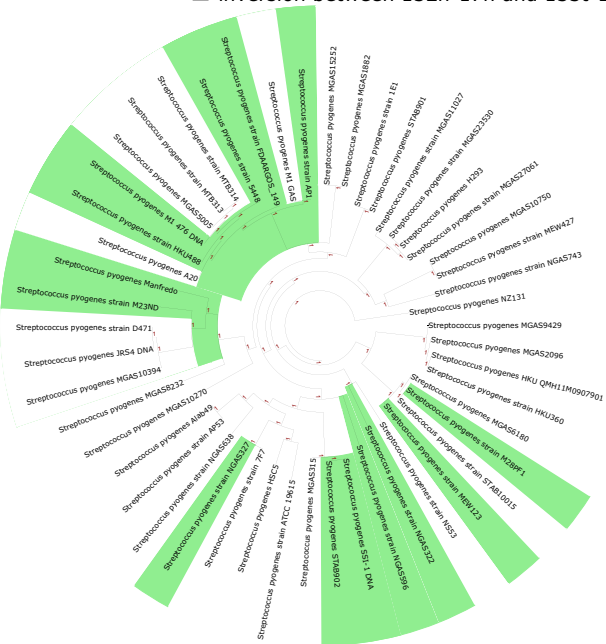 Streptococcus pyogenes MGAS15252
Streptococcus pyogenes MGAS1882
Streptococcus pyogenes strain 1E1
Streptococcus pyogenes STAB901
Streptococcus pyogenes strain MGAS11027
Streptococcus pyogenes strain MGAS23530
Streptococcus pyogenes H293
Streptococcus pyogenes strain MGAS27061
Streptococcus pyogenes MGAS10750
Streptococcus pyogenes strain MEW427
Streptococcus pyogenes strain NGAS743
Streptococcus pyogenes NZ131
Streptococcus pyogenes MGAS9429
Streptococcus pyogenes MGAS2096
Streptococcus pyogenes HKU QMH11M0907901
Streptococcus pyogenes strain HKU360
Streptococcus pyogenes MGAS6180
Streptococcus pyogenes strain M28PF1
Streptococcus pyogenes STAB10015
Streptococcus pyogenes strain MEW123
Streptococcus pyogenes strain NS53
Streptococcus pyogenes strain NGAS322
Streptococcus pyogenes strain NGAS596
Streptococcus pyogenes SSI-1 DNA
Streptococcus pyogenes STAB902
Streptococcus pyogenes MGAS315
Streptococcus pyogenes strain ATCC 19615
Streptococcus pyogenes HSC5
Streptococcus pyogenes strain 7F7
Streptococcus pyogenes strain NGAS327
Streptococcus pyogenes strain NGAS638
Streptococcus pyogenes strain AP53
Streptococcus pyogenes Alab49
Streptococcus pyogenes MGAS10270
Streptococcus pyogenes MGAS8232
Streptococcus pyogenes MGAS10394
Streptococcus pyogenes JRS4 DNA
Streptococcus pyogenes strain D471
Streptococcus pyogenes strain M23ND
Streptococcus pyogenes Manfredo
Streptococcus pyogenes A20
Streptococcus pyogenes strain HKU488
Streptococcus pyogenes M1 476 DNA
Streptococcus pyogenes MGAS5005
Streptococcus pyogenes strain MTB313
Streptococcus pyogenes strain MTB314
Streptococcus pyogenes strain 5448
Streptococcus pyogenes strain FDAARGOS_149
Streptococcus pyogenes M1 GAS
Streptococcus pyogenes strain AP1